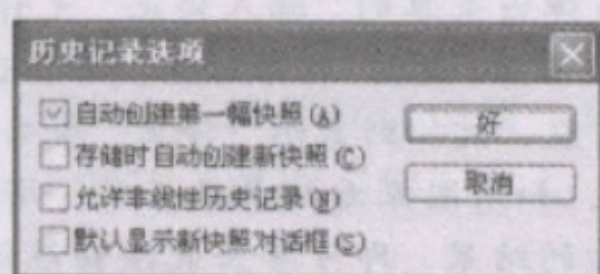 历史记录选项
自动创建第一幅快照(A)
好
存储时自动创建新快照(C)
取消
允许非线性历史记录(N)
默认显示新快照对话框(S)